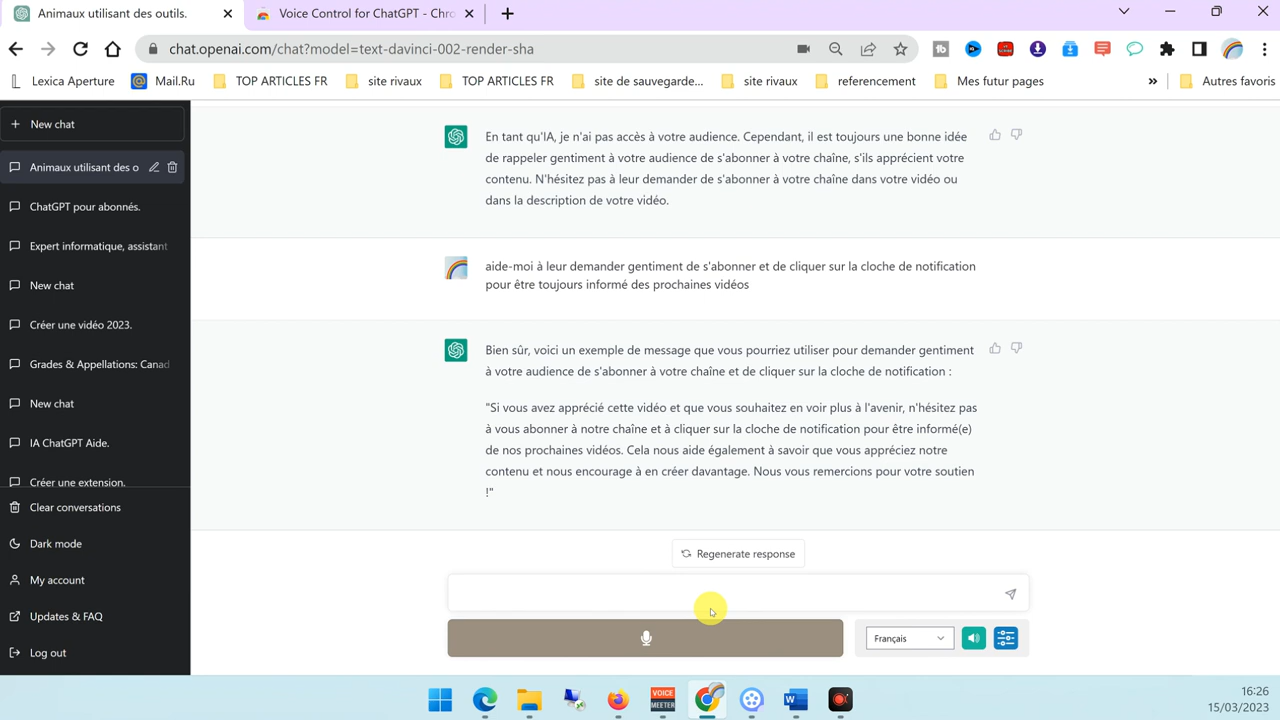 Animaux utilisant des outils.
Voice Control for ChatGPT - Chro
chat.openai.com/chat?model=text-davinci-002-render-sha
Lexica Aperture
Mail.Ru
TOP ARTICLES FR
site rivaux
TOP ARTICLES FR
site de sauvegarde...
site rivaux
referencement
Mes futur pages
»
Autres favoris
New chat
Animaux utilisant des o
ChatGPT pour abonnés.
Expert informatique, assistant
New chat
Créer une vidéo 2023.
Grades & Appellations: Canad
New chat
IA ChatGPT Aide.
Créer une extension.
Clear conversations
Dark mode
My account
Updates & FAQ
Log out
En tant qu'IA, je n'ai pas accès à votre audience. Cependant, il est toujours une bonne idée
de rappeler gentiment à votre audience de s'abonner à votre chaîne, s'ils apprécient votre
contenu. N'hésitez pas à leur demander de s'abonner à votre chaîne dans votre vidéo ou
dans la description de votre vidéo.
aide-moi à leur demander gentiment de s'abonner et de cliquer sur la cloche de notification
pour être toujours informé des prochaines vidéos
Bien sûr, voici un exemple de message que vous pourriez utiliser pour demander gentiment
à votre audience de s'abonner à votre chaîne et de cliquer sur la cloche de notification :
"Si vous avez apprécié cette vidéo et que vous souhaitez en voir plus à l'avenir, n'hésitez pas
à vous abonner à notre chaîne et à cliquer sur la cloche de notification pour être informé(e)
de nos prochaines vidéos. Cela nous aide également à savoir que vous appréciez notre
contenu et nous encourage à en créer davantage. Nous vous remercions pour votre soutien
!"
Regenerate response
Français
VOICE
MEETER
16:26
15/03/2023